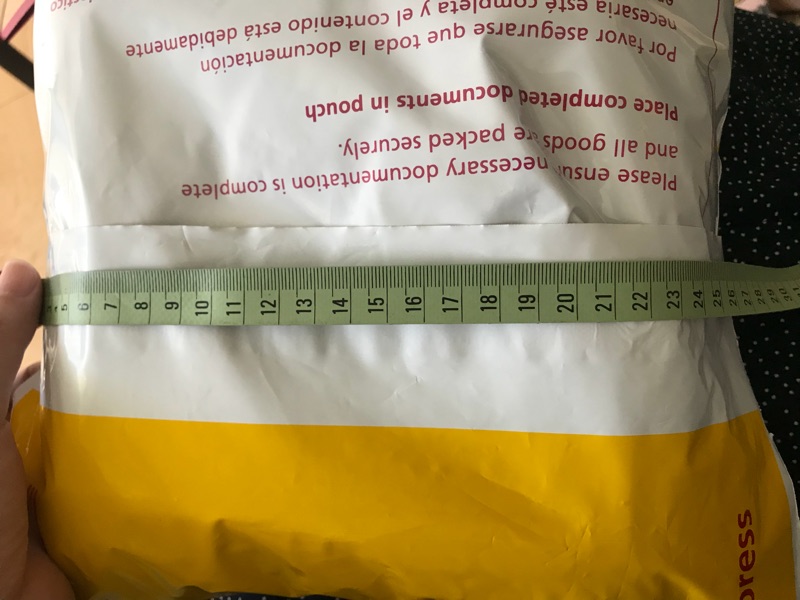 Please ensure necessary documentation is complete
and all goods are packed securely.
Place completed documents in pouch
Por favor asegurarse que toda la documentación
necesaria esté completa y el contenido está debidamente
5 6 7 8 9 10 11 12 13 14 15 16 17 18 19 20 21 22 23 24 25 26 27 28 29 30
press